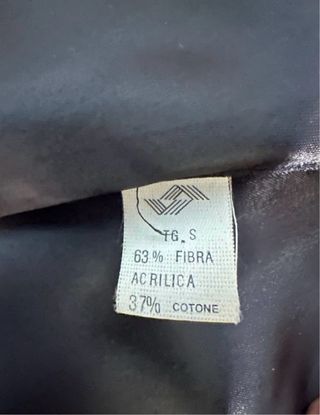 TG. S
63% FIBRA
ACRILICA
37% COTONE